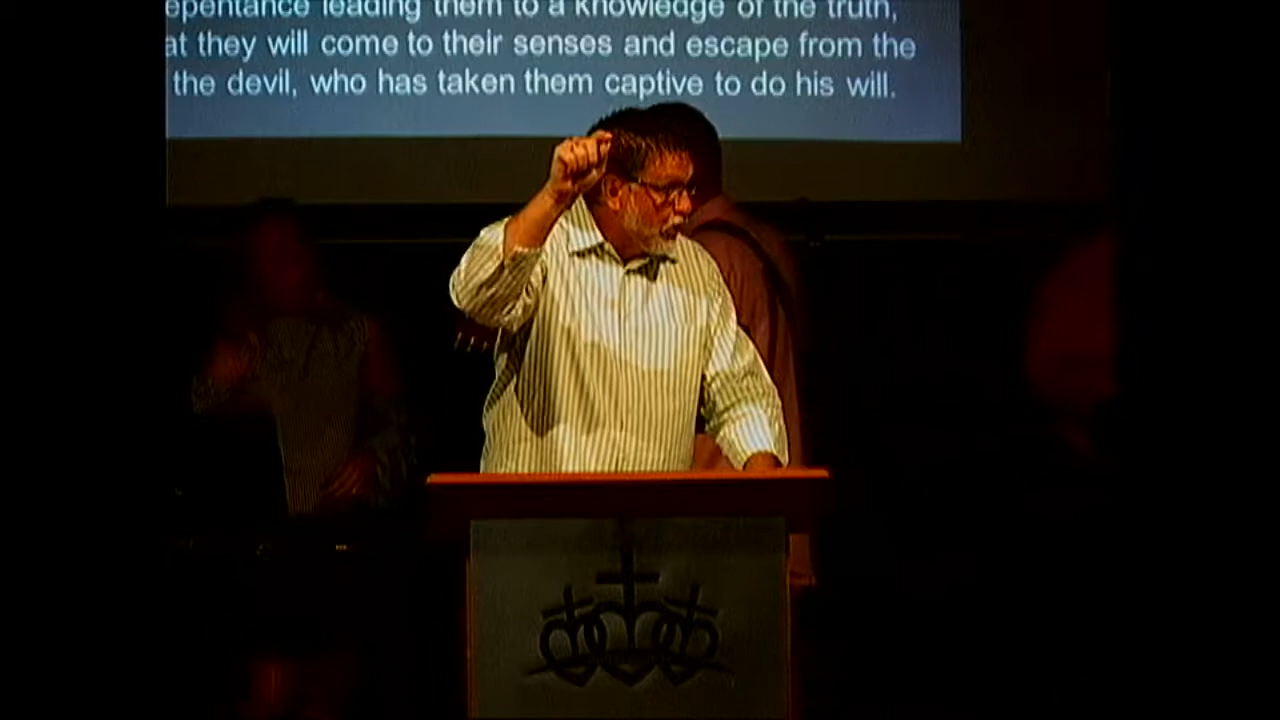 epentance leading them to a knowledge of the truth,
at they will come to their senses and escape from the
the devil, who has taken them captive to do his will.